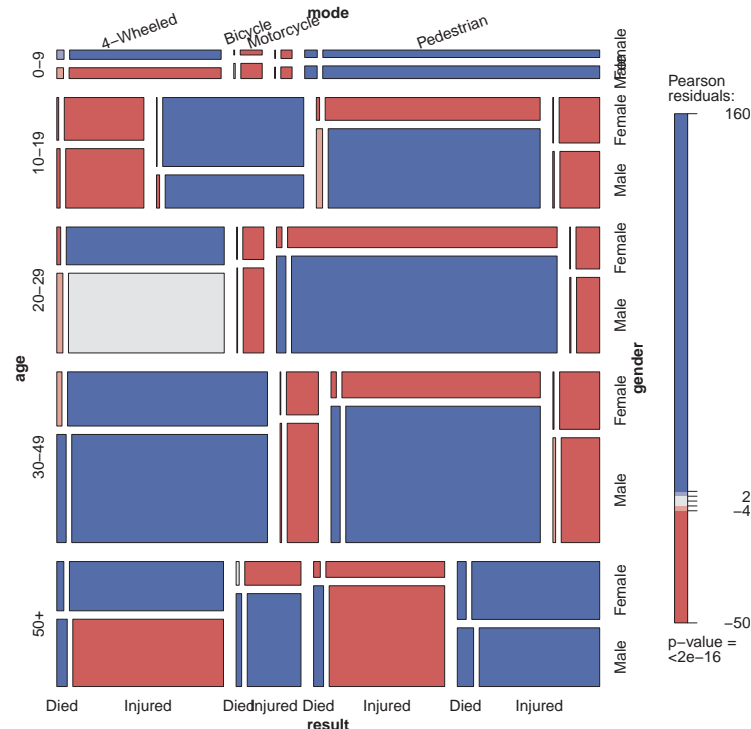 mode
4–Wheeled
Bicycle
Motorcycle
Pedestrian
age
0–9
10–19
20–29
30–49
50+
gender
Female
Male
Female
Male
Female
Male
Female
Male
Female
Male
Died
Injured
Died
Injured
Died
Injured
Died
Injured
result
Pearson
residuals:
160
2
−4
−50
p−value =
<2e−16